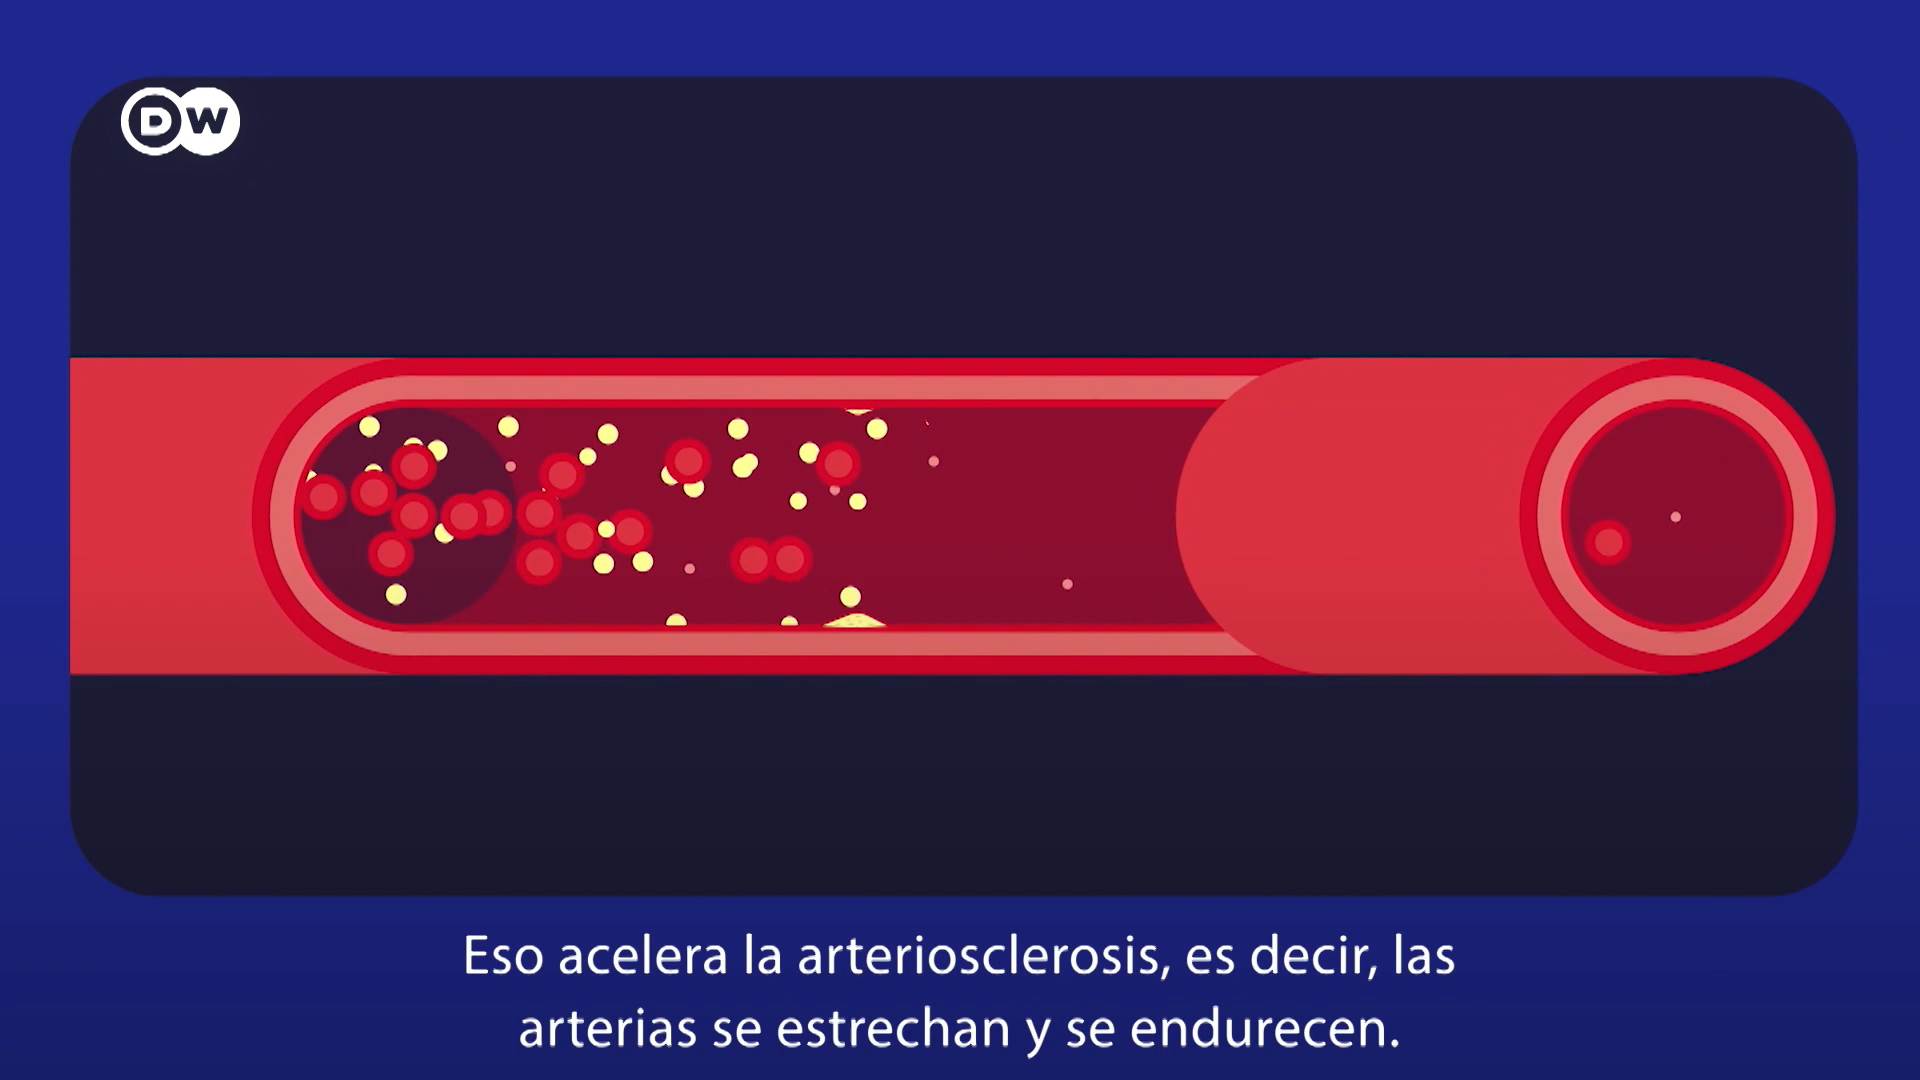 DW
Eso acelera la arteriosclerosis, es decir, las
arterias se estrechan y se endurecen.